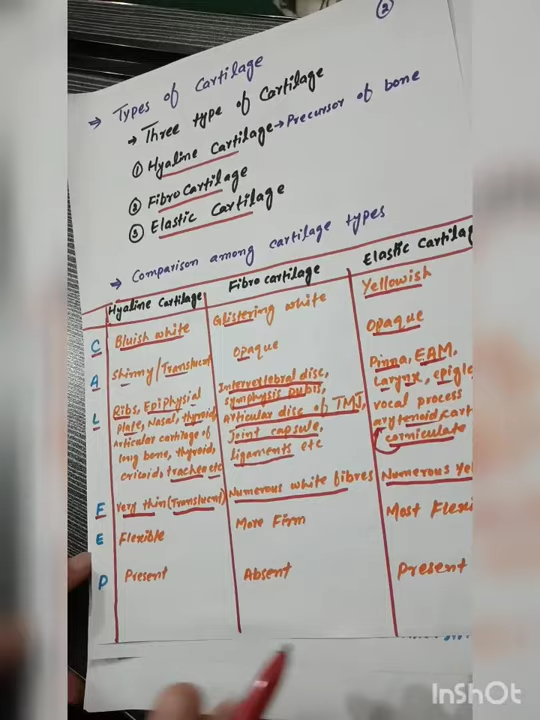 ②
→ Types of Cartilage
→ Three type of Cartilage
① Hyaline Cartilage → Precursor of bone
② Fibro Cartilage
③ Elastic Cartilage
→ Comparison among cartilage types
Hyaline Cartilage Fibro cartilage Elastic Cartilag
C Bluish white Glistering white Yellowish
A Shinny/Translucent Opaque Opaque
L Ribs, Epiphysial Intervertebral disc, Pinna, EAM,
plate, Nasal, thyroid, symphysis pubis, Larynx, epigl
Articular cartilage of Articular disc of TMJ, vocal process
long bone, thyroid, Joint capsule, arytenoid, cart
cricoid, tracheo etc ligaments etc corniculate
F Very thin (Translucent) Numerous white fibres Numerous Ye
E Flexible More Firm Most Flexi
P Present Absent Present
InShOt